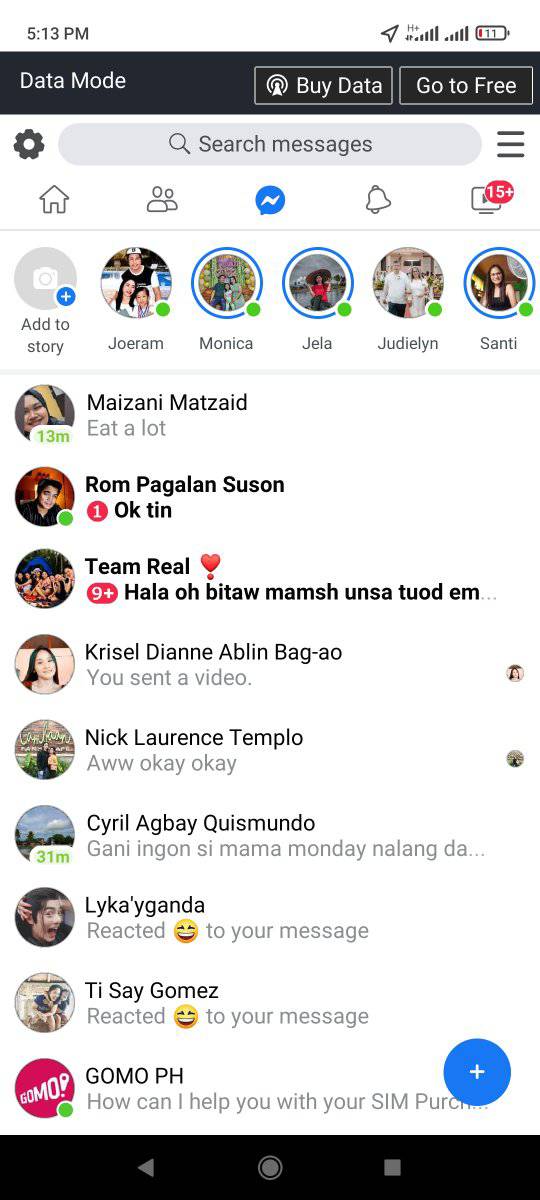 5:13 PM
H+
11
Data Mode
Buy Data
Go to Free
Search messages
15+
Add to
story
Joeram
Monica
Jela
Judielyn
Santi
Maizani Matzaid
13m
Eat a lot
Rom Pagalan Suson
1 Ok tin
Team Real ❣️
9+ Hala oh bitaw mamsh unsa tuod em...
Krisel Dianne Ablin Bag-ao
You sent a video.
Nick Laurence Templo
Aww okay okay
Cyril Agbay Quismundo
31m
Gani ingon si mama monday nalang da...
Lyka'yganda
Reacted 😄 to your message
Ti Say Gomez
Reacted 😄 to your message
GOMO PH
GOMO!
How can I help you with your SIM Purch...
+